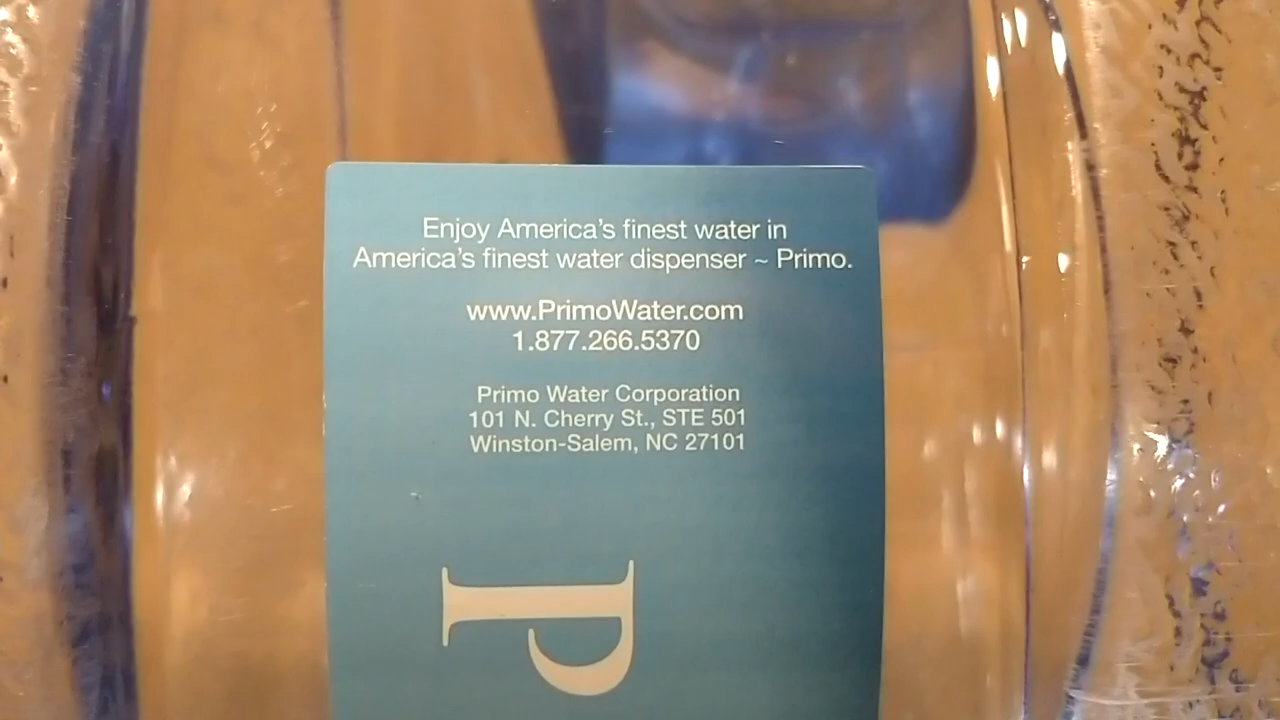 Enjoy America's finest water in
America's finest water dispenser ~ Primo.
www.PrimoWater.com
1.877.266.5370
Primo Water Corporation
101 N. Cherry St., STE 501
Winston-Salem, NC 27101
P